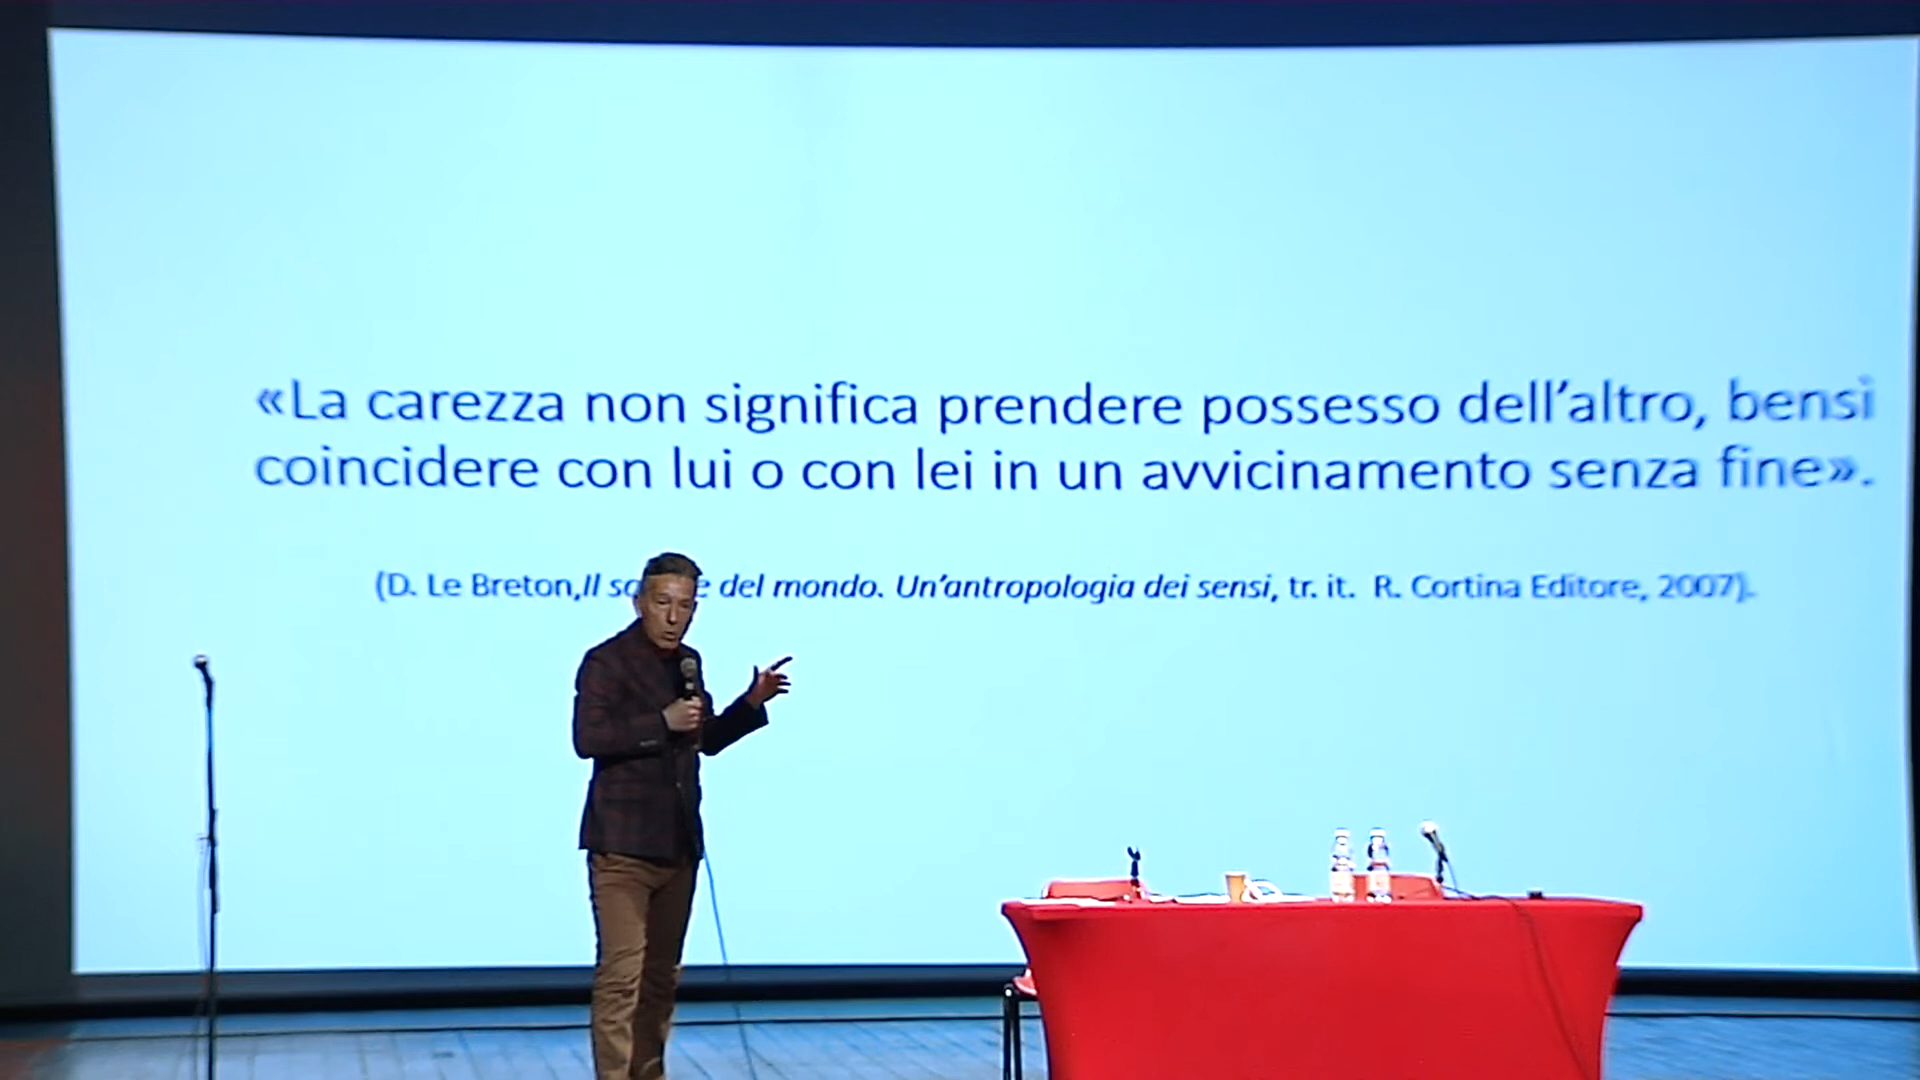 «La carezza non significa prendere possesso dell'altro, bensì
coincidere con lui o con lei in un avvicinamento senza fine».
(D. Le Breton, Il del mondo. Un'antropologia dei sensi, tr. it. R. Cortina Editore, 2007).